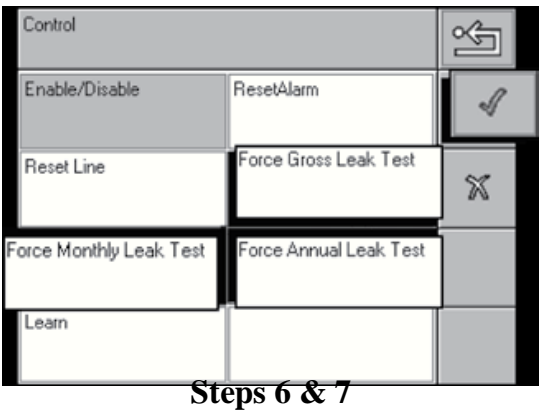 Control
Enable/Disable
ResetAlarm
Reset Line
Force Gross Leak Test
Force Monthly Leak Test
Force Annual Leak Test
Learn
Steps 6 & 7